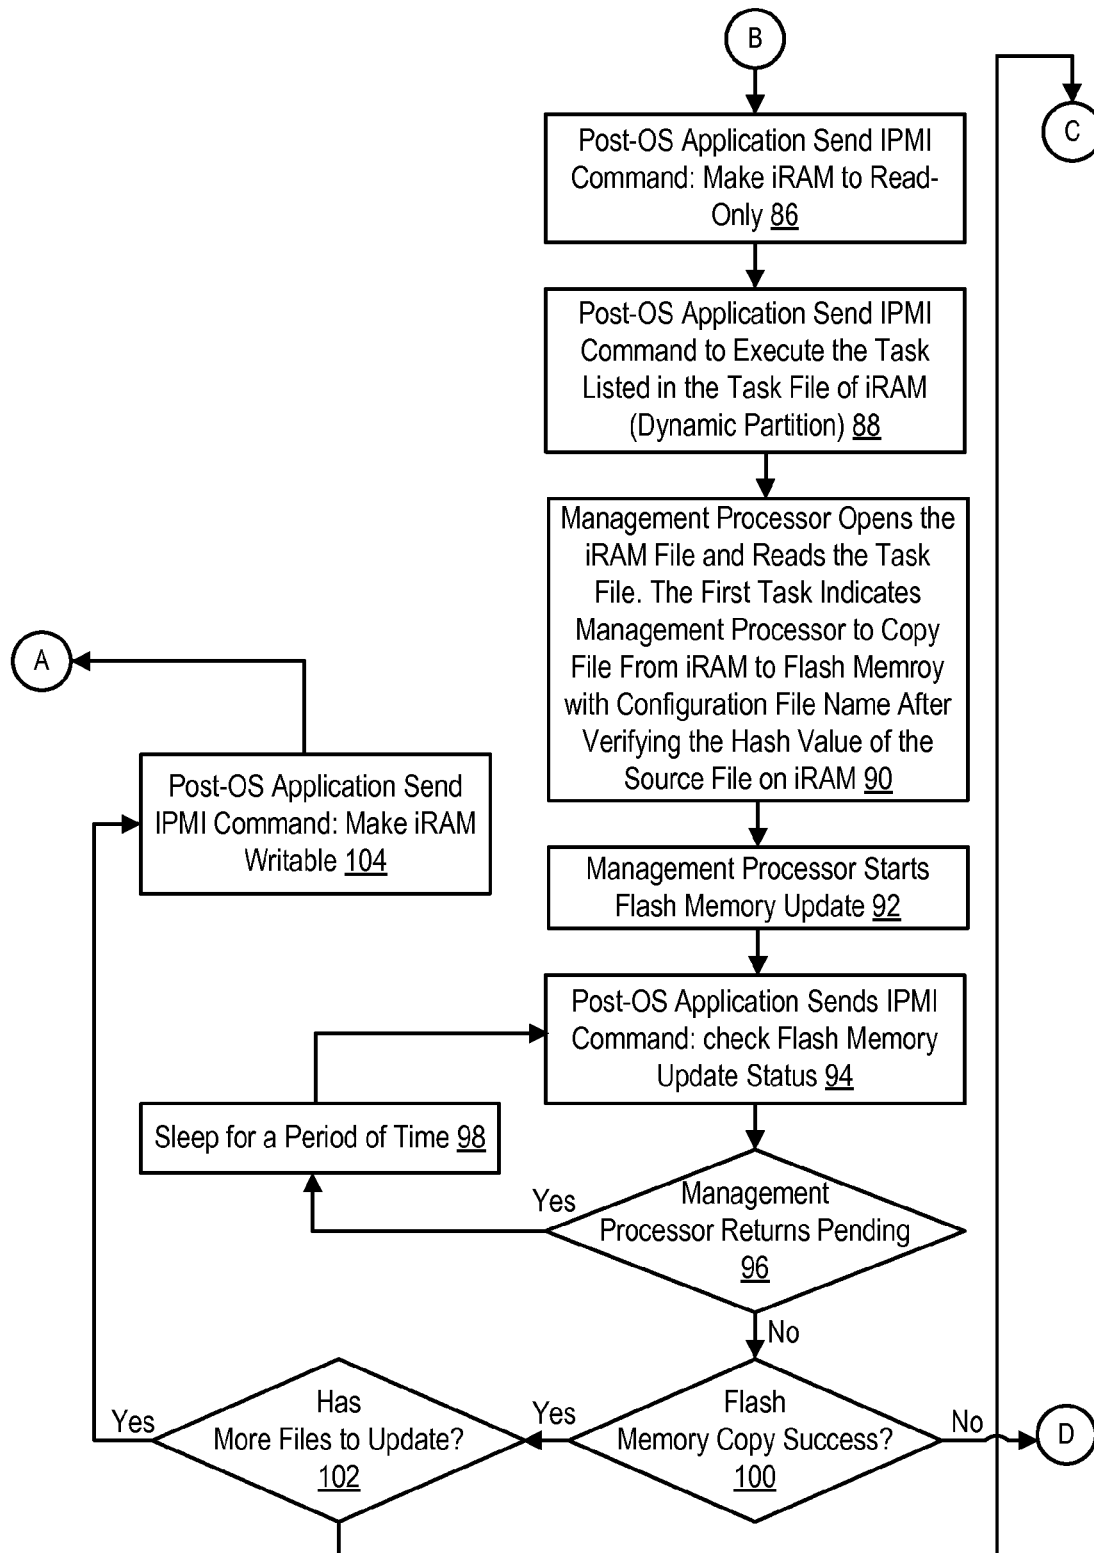 B
C
Post-OS Application Send IPMI
Command: Make iRAM to Read-
Only 86
Post-OS Application Send IPMI
Command to Execute the Task
Listed in the Task File of iRAM
(Dynamic Partition) 88
Management Processor Opens the
iRAM File and Reads the Task
File. The First Task Indicates
Management Processor to Copy
File From iRAM to Flash Memroy
with Configuration File Name After
Verifying the Hash Value of the
Source File on iRAM 90
A
Post-OS Application Send
IPMI Command: Make iRAM
Writable 104
Management Processor Starts
Flash Memory Update 92
Post-OS Application Sends IPMI
Command: check Flash Memory
Update Status 94
Sleep for a Period of Time 98
Yes
Management
Processor Returns Pending
96
No
Yes
Has
More Files to Update?
102
Yes
Flash
Memory Copy Success?
100
No
D